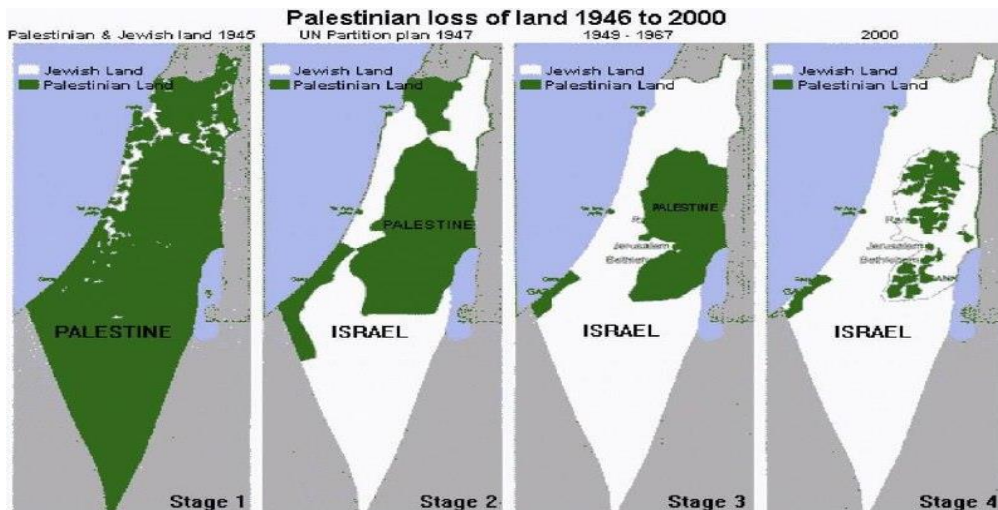 Palestinian loss of land 1946 to 2000
Palestinian & Jewish land 1945
Jewish Land
Palestinian Land
PALESTINE
Stage 1
UN Partition plan 1947
Jewish Land
Palestinian Land
PALESTINE
ISRAEL
Stage 2
1949 - 1967
Jewish Land
Palestinian Land
PALESTINE
Jerusalem
ISRAEL
Stage 3
2000
Jewish Land
Palestinian Land
Jerusalem
Bethlehem
ISRAEL
Stage 4